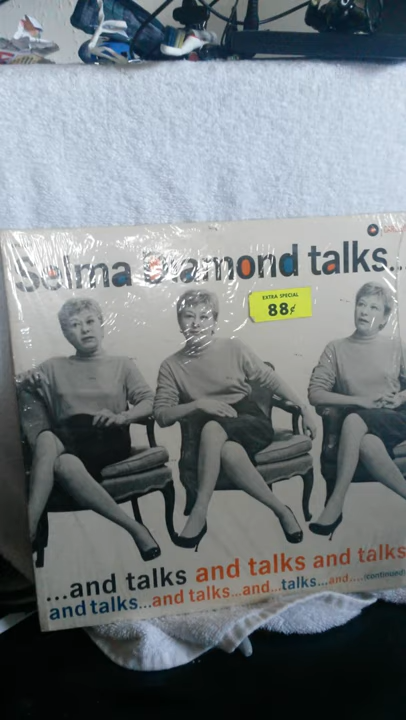 Selma Diamond talks...
EXTRA SPECIAL
88¢
...and talks and talks and talks
and talks...and talks...and...talks...and....(continued)